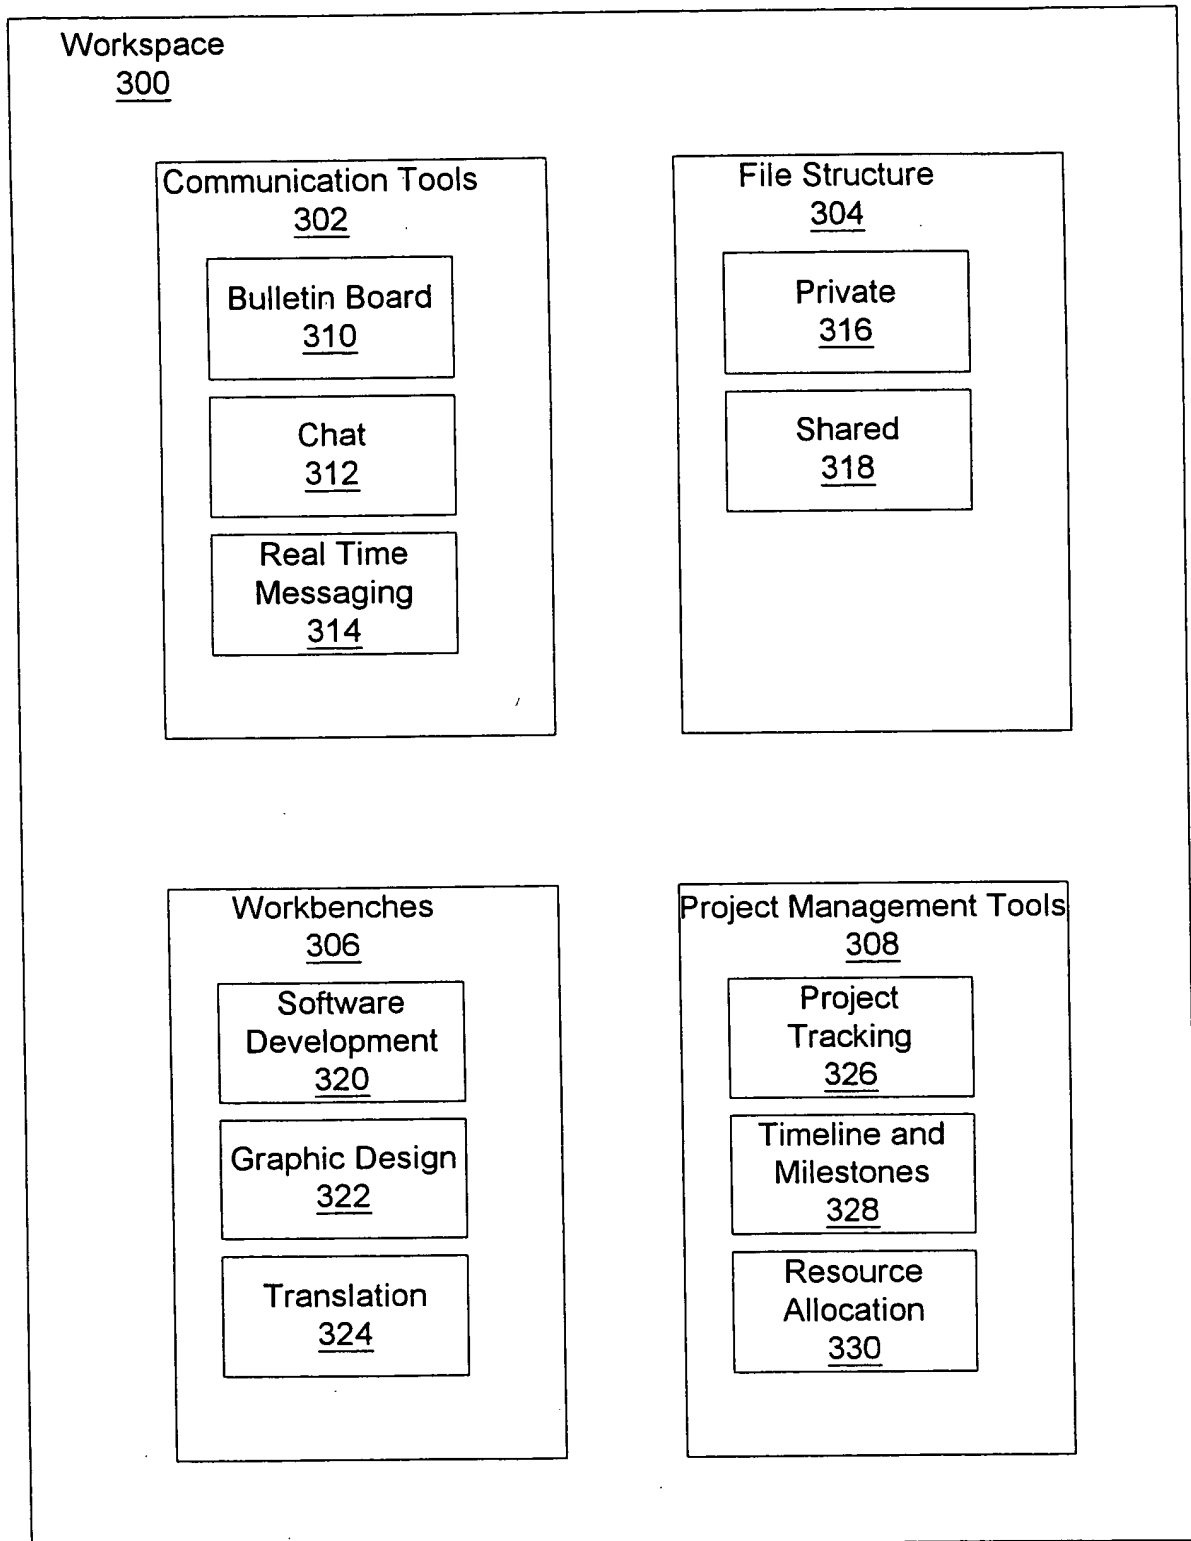 Workspace
300
Communication Tools
302
Bulletin Board
310
Chat
312
Real Time
Messaging
314
File Structure
304
Private
316
Shared
318
Workbenches
306
Software
Development
320
Graphic Design
322
Translation
324
Project Management Tools
308
Project
Tracking
326
Timeline and
Milestones
328
Resource
Allocation
330